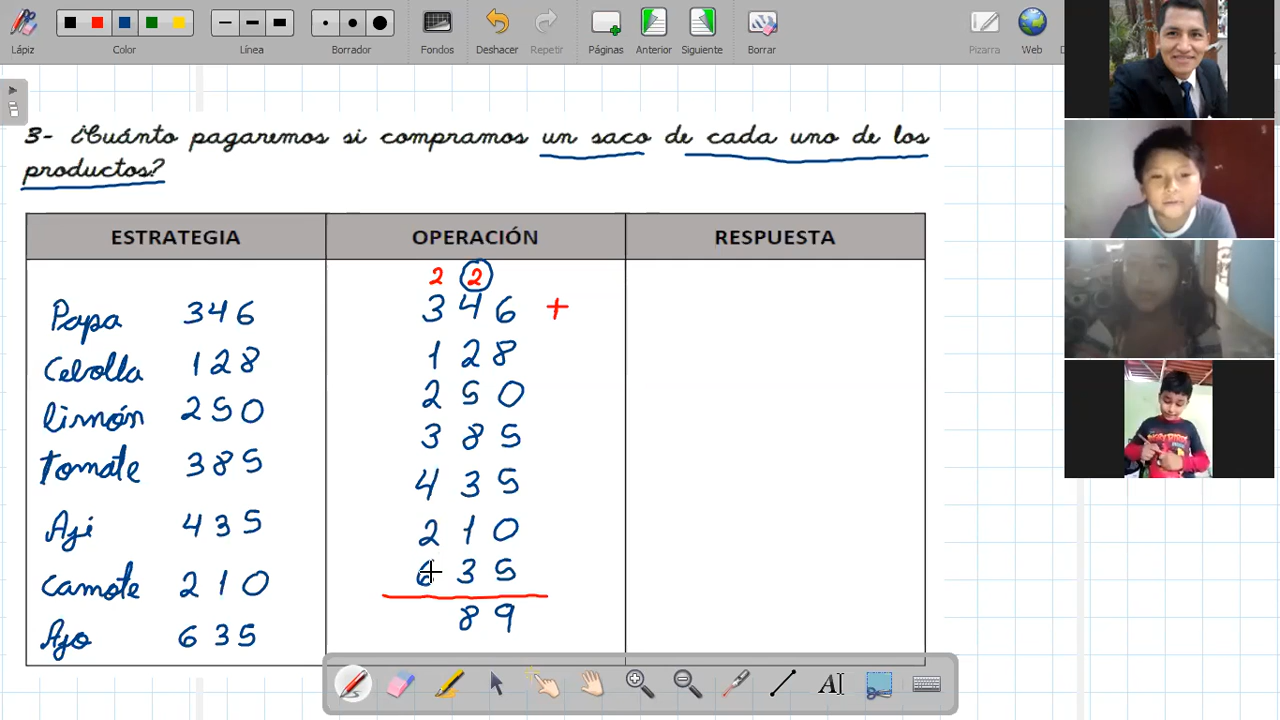 Lápiz
Color
Línea
Borrador
Fondos
Deshacer
Repetir
Páginas
Anterior
Siguiente
Borrar
Pizarra
Web
3- ¿Cuánto pagaremos si compramos un saco de cada uno de los
productos?
ESTRATEGIA OPERACIÓN RESPUESTA
Papa 346
Cebolla 128
limón 250
tomate 385
Aji 435
camote 210
Ajo 635
2 2
346 +
128
250
385
435
210
635
89